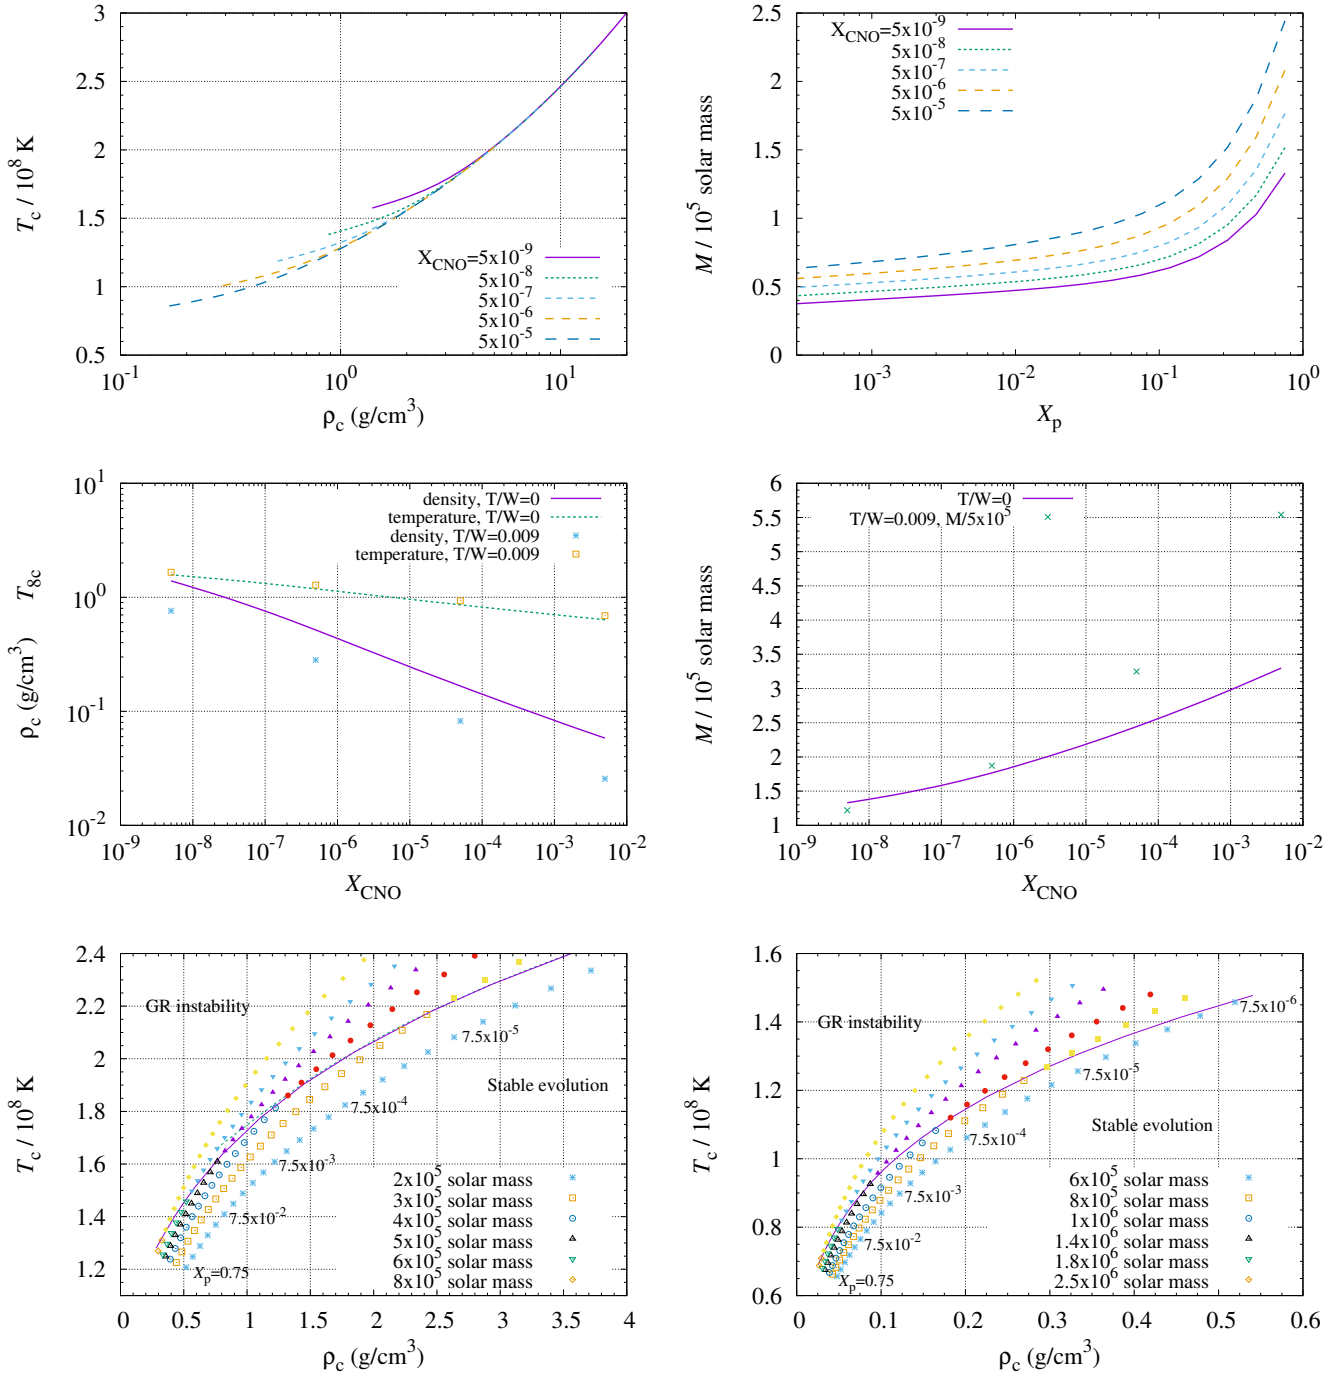 3
2.5
2
1.5
1
0.5
T_c / 10^8 K
X_CNO=5x10^-9
5x10^-8
5x10^-7
5x10^-6
5x10^-5
10^-1
10^0
10^1
ρ_c (g/cm^3)
2.5
2
1.5
1
0.5
0
M / 10^5 solar mass
X_CNO=5x10^-9
5x10^-8
5x10^-7
5x10^-6
5x10^-5
10^-3
10^-2
10^-1
10^0
X_p
10^1
10^0
10^-1
10^-2
ρ_c (g/cm^3) T_8c
density, T/W=0
temperature, T/W=0
density, T/W=0.009
temperature, T/W=0.009
10^-9
10^-8
10^-7
10^-6
10^-5
10^-4
10^-3
10^-2
X_CNO
6
5.5
5
4.5
4
3.5
3
2.5
2
1.5
1
M / 10^5 solar mass
T/W=0
T/W=0.009, M/5x10^5
10^-9
10^-8
10^-7
10^-6
10^-5
10^-4
10^-3
10^-2
X_CNO
2.4
2.2
2
1.8
1.6
1.4
1.2
T_c / 10^8 K
GR instability
7.5x10^-5
Stable evolution
7.5x10^-4
7.5x10^-3
7.5x10^-2
X_p=0.75
2x10^5 solar mass
3x10^5 solar mass
4x10^5 solar mass
5x10^5 solar mass
6x10^5 solar mass
8x10^5 solar mass
0
0.5
1
1.5
2
2.5
3
3.5
4
ρ_c (g/cm^3)
1.6
1.4
1.2
1
0.8
0.6
T_c / 10^8 K
GR instability
7.5x10^-6
7.5x10^-5
Stable evolution
7.5x10^-4
7.5x10^-3
7.5x10^-2
X_p=0.75
6x10^5 solar mass
8x10^5 solar mass
1x10^6 solar mass
1.4x10^6 solar mass
1.8x10^6 solar mass
2.5x10^6 solar mass
0
0.1
0.2
0.3
0.4
0.5
0.6
ρ_c (g/cm^3)